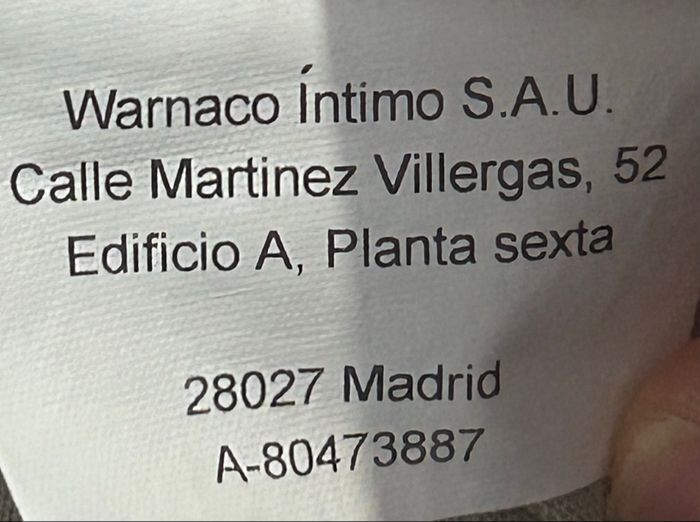 Warnaco Íntimo S.A.U.
Calle Martinez Villergas, 52
Edificio A, Planta sexta
28027 Madrid
A-80473887